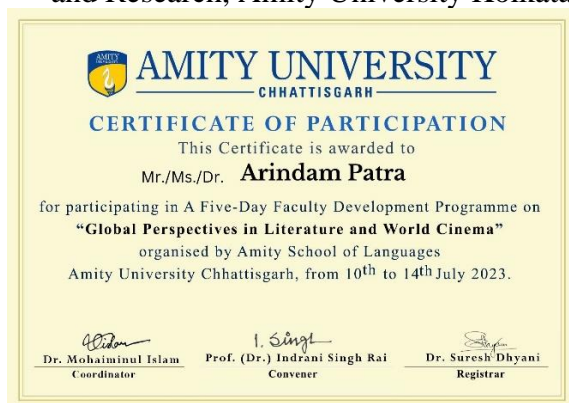 and Research, Amity University Kolkata
AMITY
AMITY UNIVERSITY
CHHATTISGARH
CERTIFICATE OF PARTICIPATION
This Certificate is awarded to
Mr./Ms./Dr. Arindam Patra
for participating in A Five-Day Faculty Development Programme on
“Global Perspectives in Literature and World Cinema”
organised by Amity School of Languages
Amity University Chhattisgarh, from 10th to 14th July 2023.
I. Singh
Dr. Mohaiminul Islam Prof. (Dr.) Indrani Singh Rai Dr. Suresh Dhyani
Coordinator Convener Registrar